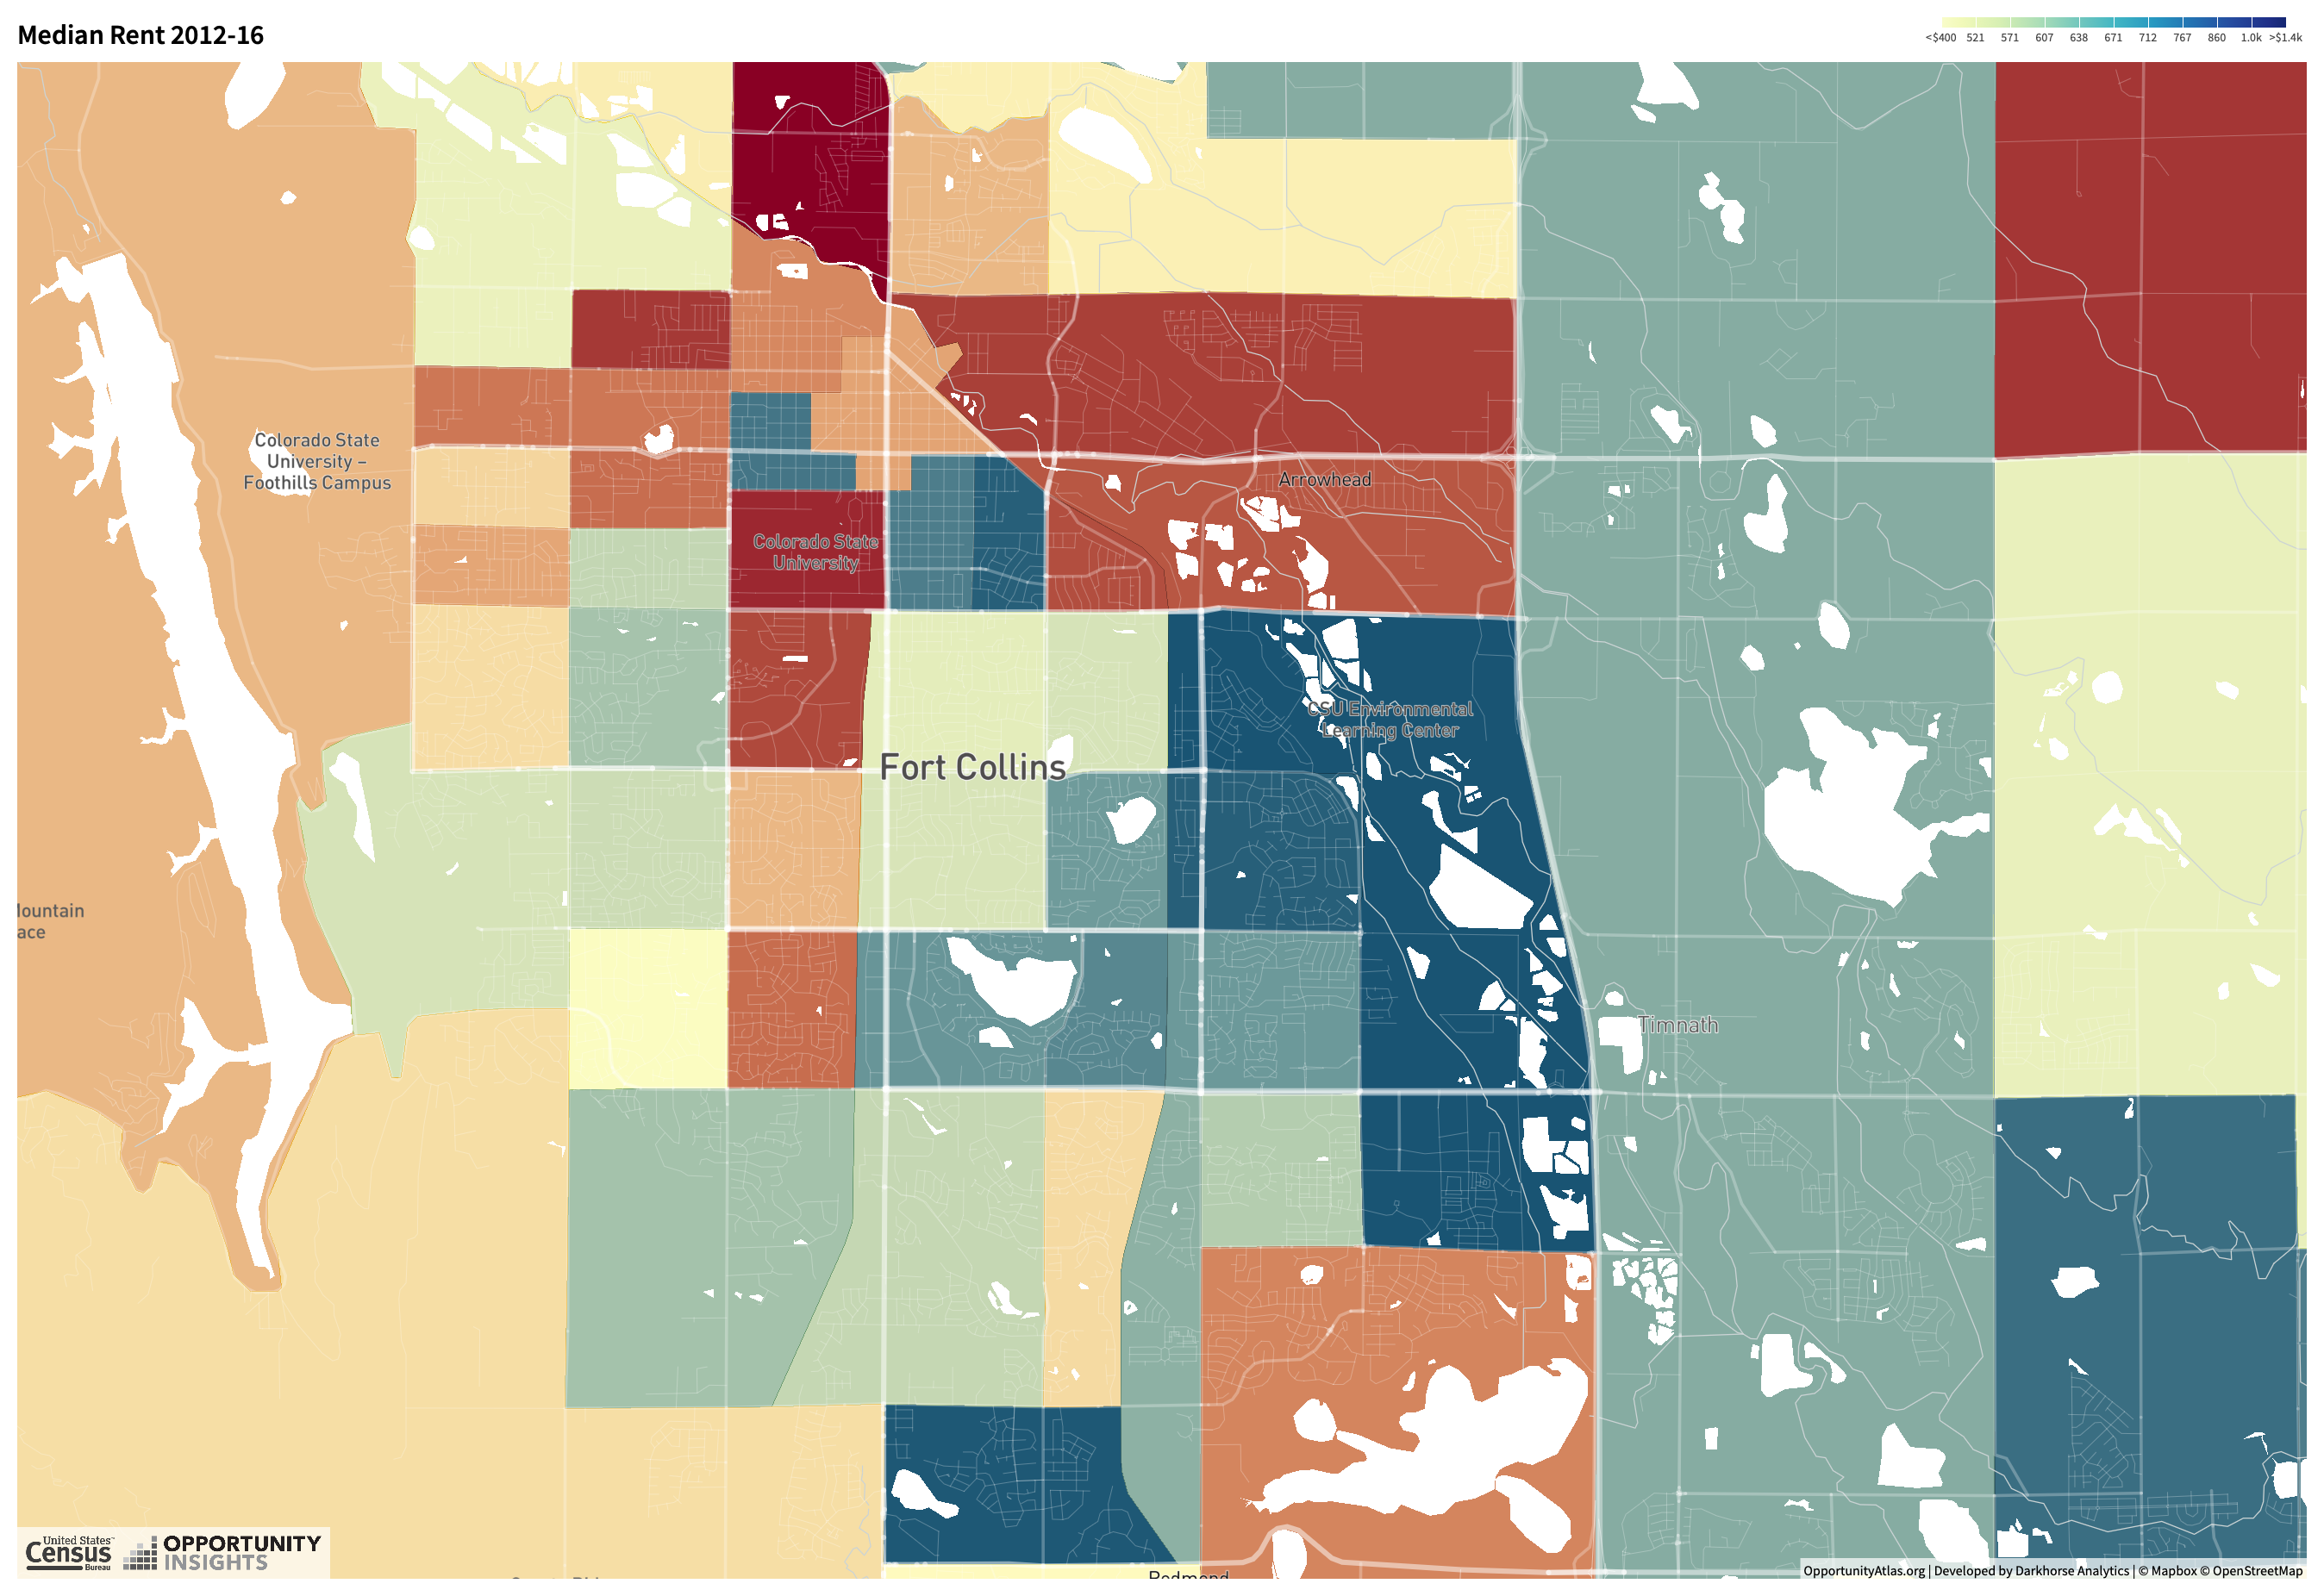 Median Rent 2012-16
<$400 521 571 607 638 671 712 767 860 1.0k >$1.4k
Colorado State
University –
Foothills Campus
Arrowhead
Colorado State
University
CSU Environmental
Learning Center
Fort Collins
ountain
ace
Timnath
United States™
Census
Bureau
OPPORTUNITY
INSIGHTS
Redmond
OpportunityAtlas.org | Developed by Darkhorse Analytics | © Mapbox © OpenStreetMap